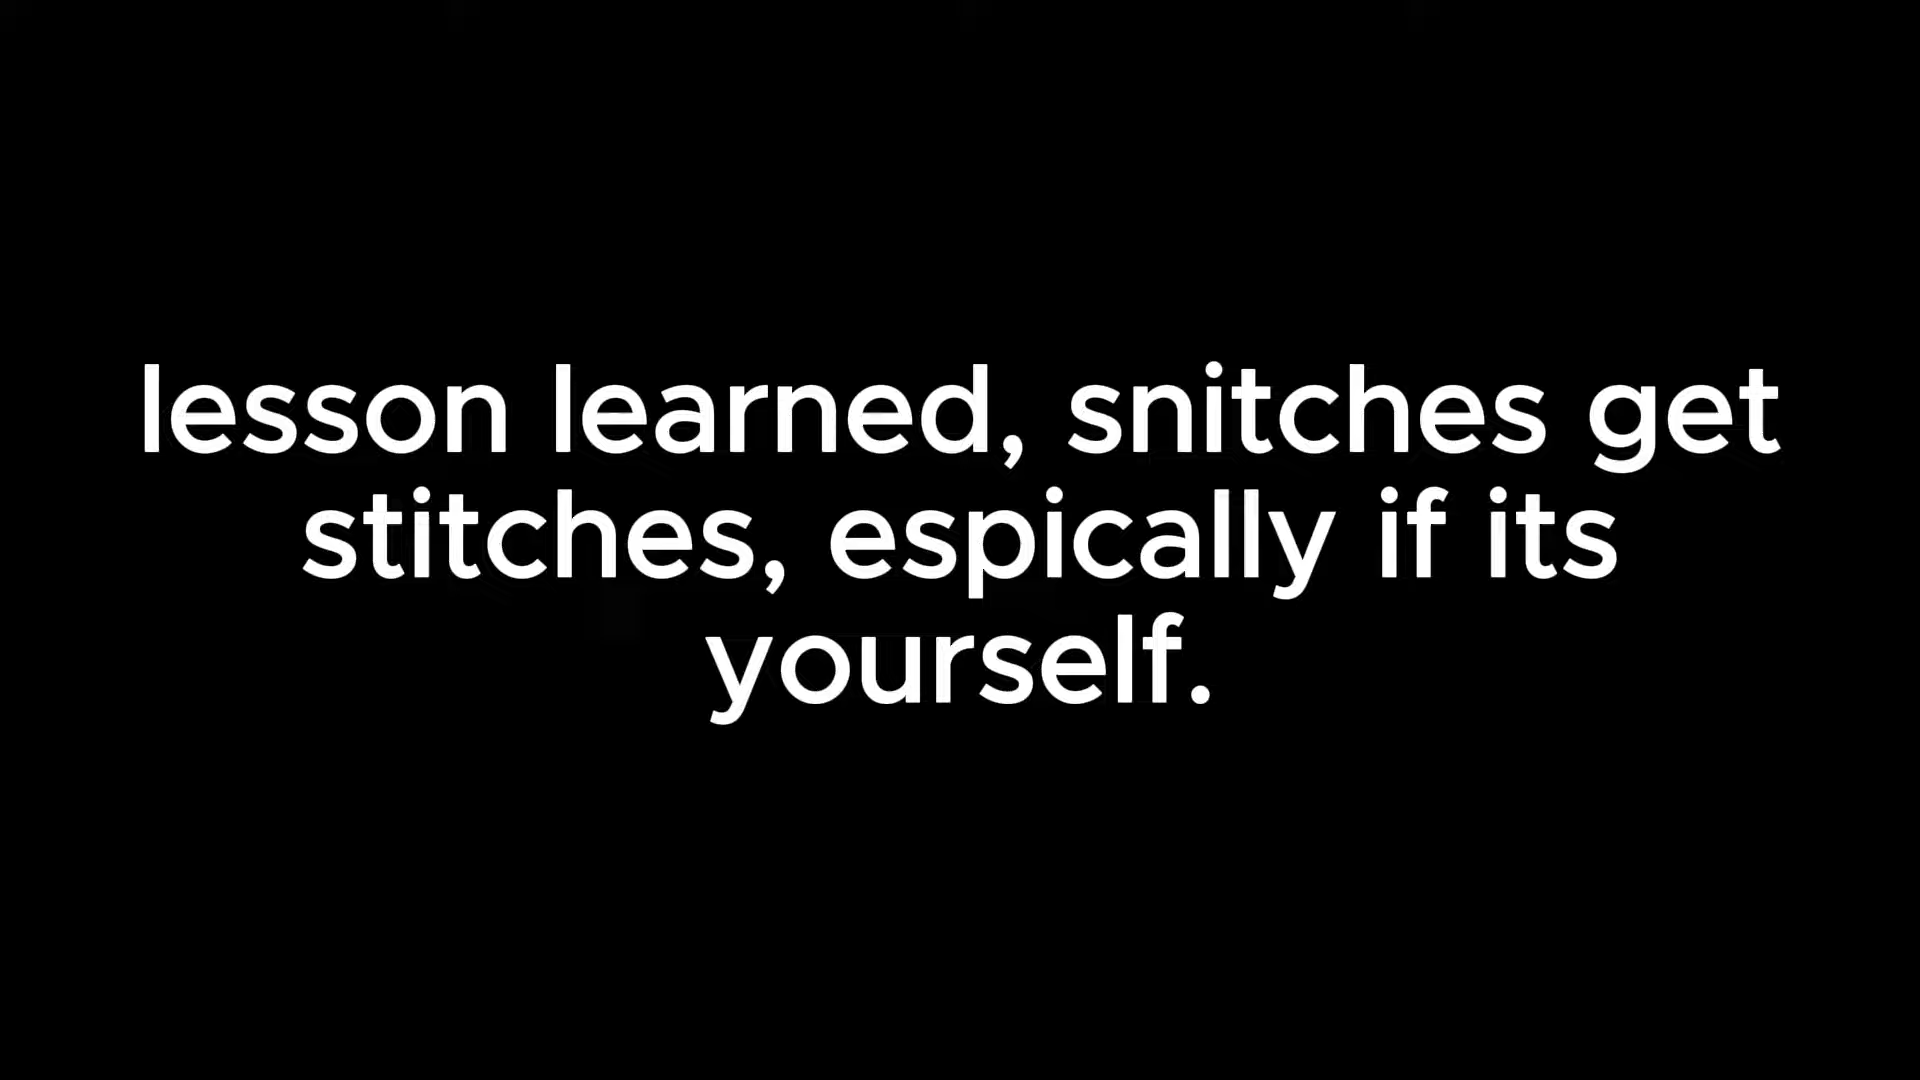 lesson learned, snitches get
stitches, espically if its
yourself.